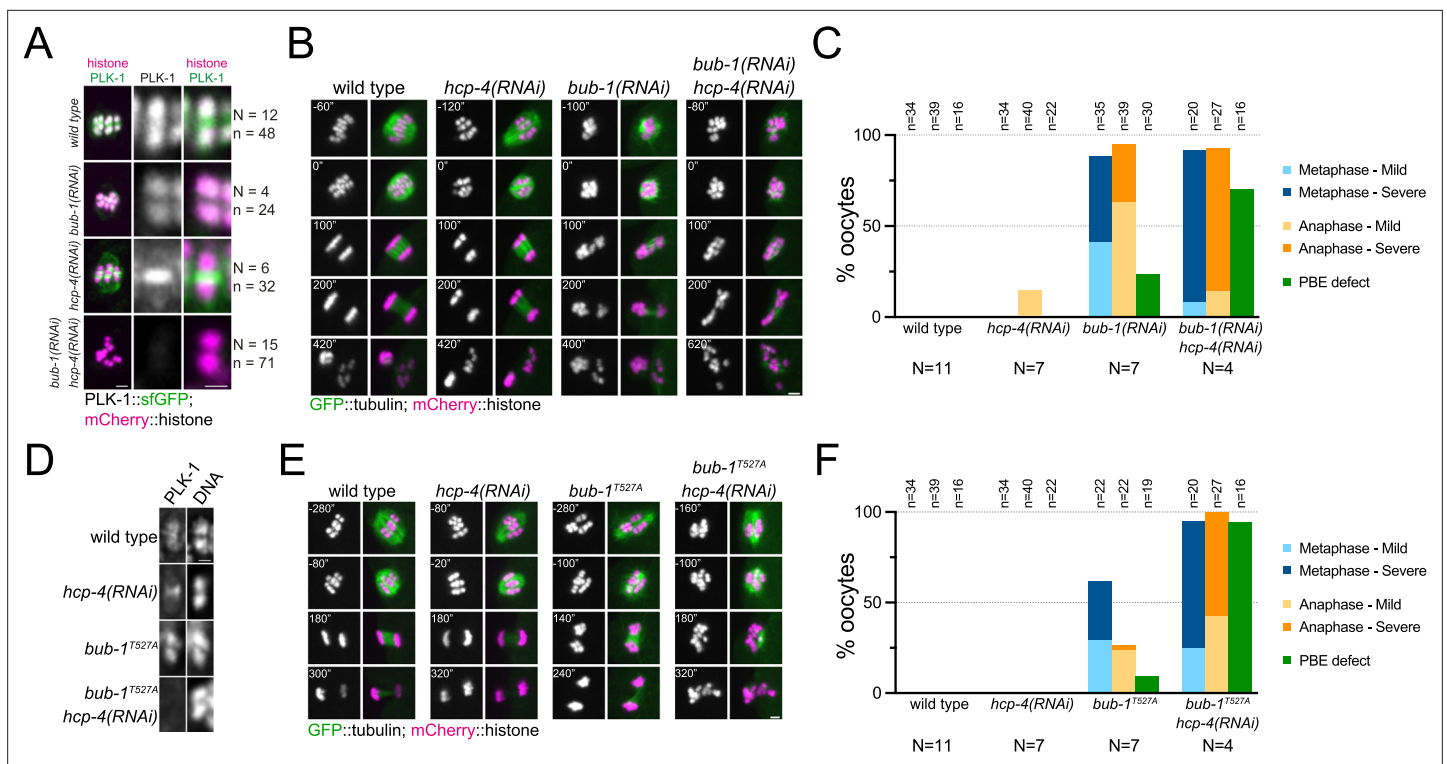 A
histone
PLK-1
PLK-1
histone
PLK-1
wild type
N = 12
n = 48
bub-1(RNAi)
N = 4
n = 24
hcp-4(RNAi)
N = 6
n = 32
bub-1(RNAi)
hcp-4(RNAi)
N = 15
n = 71
PLK-1::sfGFP;
mCherry::histone
B
wild type
hcp-4(RNAi)
bub-1(RNAi)
bub-1(RNAi)
hcp-4(RNAi)
-60" -120" -100" -80"
0" 0" 0" 0"
100" 100" 100" 100"
200" 200" 200" 200"
420" 420" 400" 620"
GFP::tubulin; mCherry::histone
C
n=34 n=39 n=16 n=34 n=40 n=22 n=35 n=39 n=30 n=20 n=27 n=16
% oocytes
100
50
0
wild type
hcp-4(RNAi)
bub-1(RNAi)
bub-1(RNAi)
hcp-4(RNAi)
N=11 N=7 N=7 N=4
Metaphase - Mild
Metaphase - Severe
Anaphase - Mild
Anaphase - Severe
PBE defect
D
PLK-1
DNA
wild type
hcp-4(RNAi)
bub-1T527A
bub-1T527A
hcp-4(RNAi)
E
wild type
hcp-4(RNAi)
bub-1T527A
bub-1T527A
hcp-4(RNAi)
-280" -80" -280" -160"
-80" -20" -100" -100"
180" 180" 140" 180"
300" 320" 240" 320"
GFP::tubulin; mCherry::histone
F
n=34 n=39 n=16 n=34 n=40 n=22 n=22 n=22 n=19 n=20 n=27 n=16
% oocytes
100
50
0
wild type
hcp-4(RNAi)
bub-1T527A
bub-1T527A
hcp-4(RNAi)
N=11 N=7 N=7 N=4
Metaphase - Mild
Metaphase - Severe
Anaphase - Mild
Anaphase - Severe
PBE defect